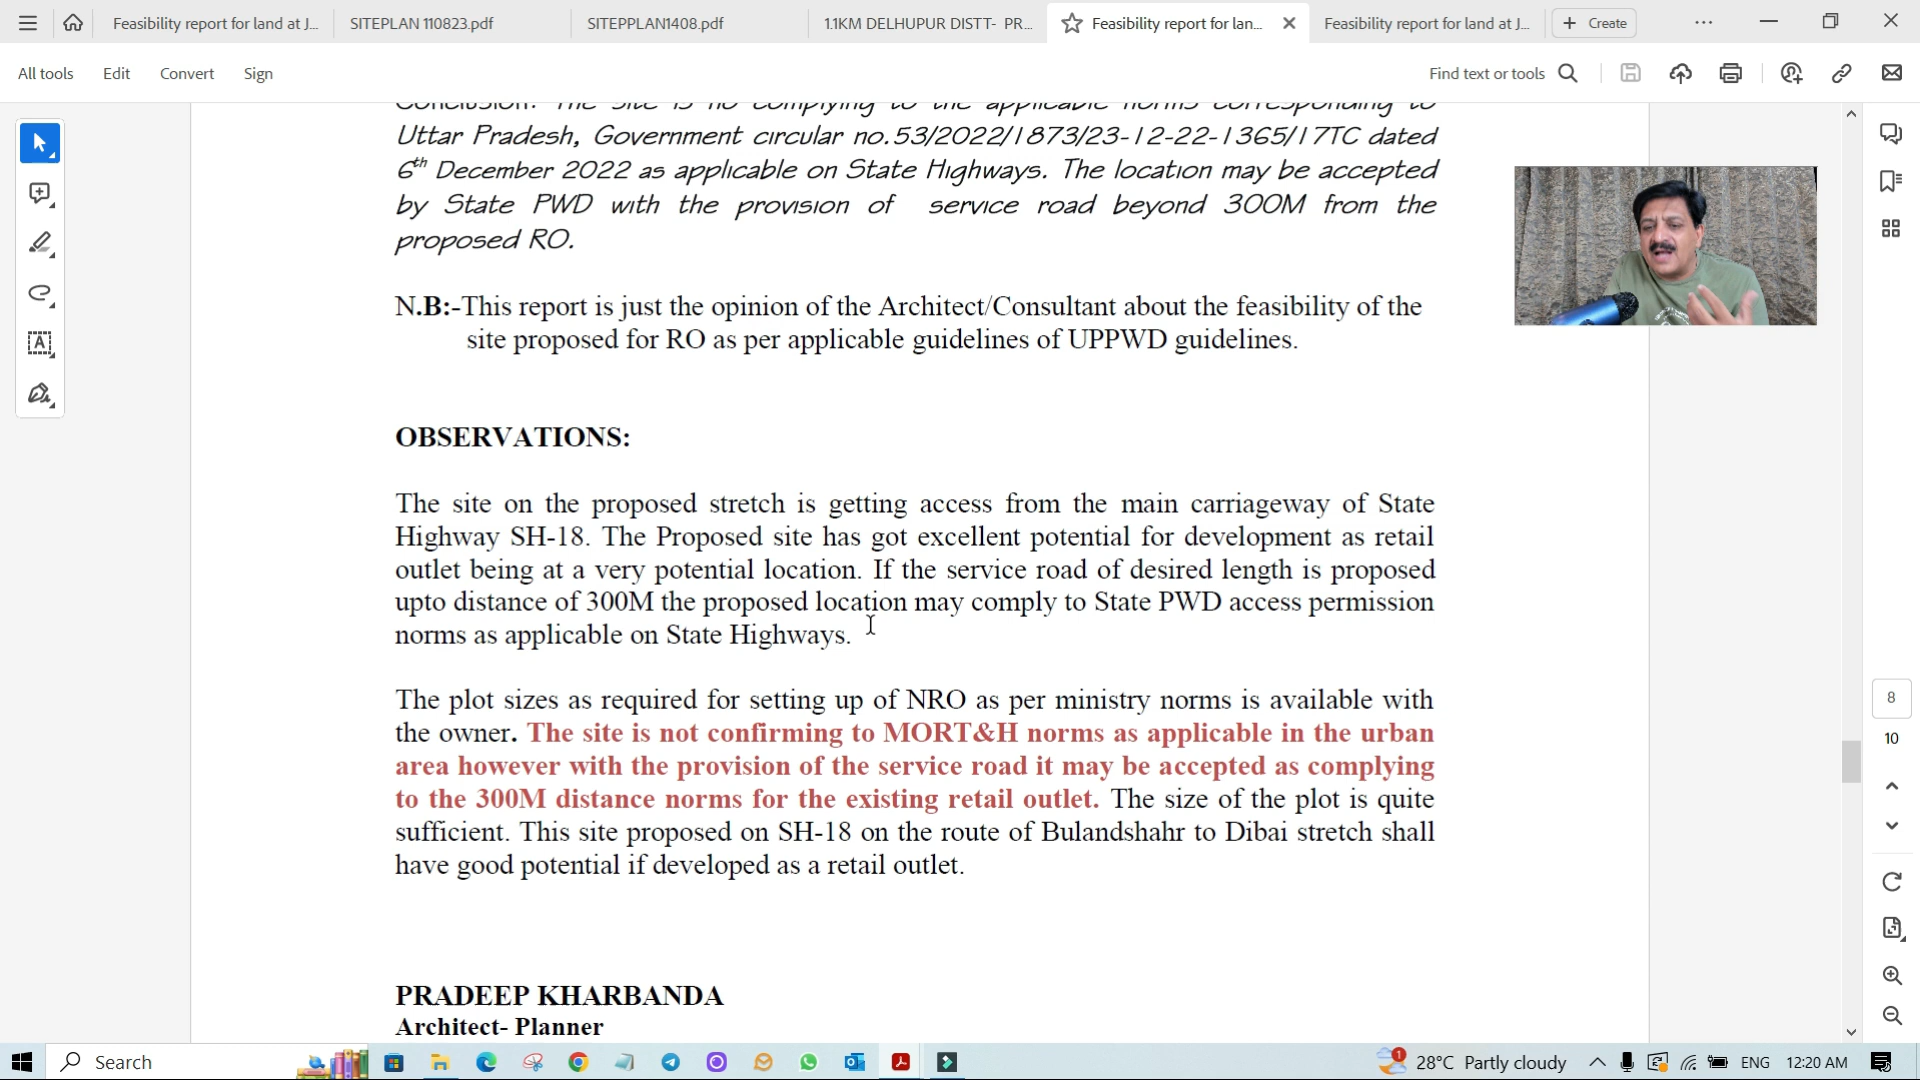 Feasibility report for land at J...
SITEPLAN 110823.pdf
SITEPPLAN1408.pdf
1.1KM DELHUPUR DISTT- PR...
Feasibility report for lan...
Feasibility report for land at J...
Create
All tools
Edit
Convert
Sign
Find text or tools
Conclusion: The site is no complying to the applicable norms corresponding to
Uttar Pradesh, Government circular no.53/2022/1873/23-12-22-1365/17TC dated
6th December 2022 as applicable on State Highways. The location may be accepted
by State PWD with the provision of service road beyond 300M from the
proposed RO.
N.B:-This report is just the opinion of the Architect/Consultant about the feasibility of the
site proposed for RO as per applicable guidelines of UPPWD guidelines.
OBSERVATIONS:
The site on the proposed stretch is getting access from the main carriageway of State
Highway SH-18. The Proposed site has got excellent potential for development as retail
outlet being at a very potential location. If the service road of desired length is proposed
upto distance of 300M the proposed location may comply to State PWD access permission
norms as applicable on State Highways.
The plot sizes as required for setting up of NRO as per ministry norms is available with
the owner. The site is not confirming to MORT&H norms as applicable in the urban
area however with the provision of the service road it may be accepted as complying
to the 300M distance norms for the existing retail outlet. The size of the plot is quite
sufficient. This site proposed on SH-18 on the route of Bulandshahr to Dibai stretch shall
have good potential if developed as a retail outlet.
PRADEEP KHARBANDA
Architect- Planner
8
10
Search
1
28°C Partly cloudy
ENG
12:20 AM